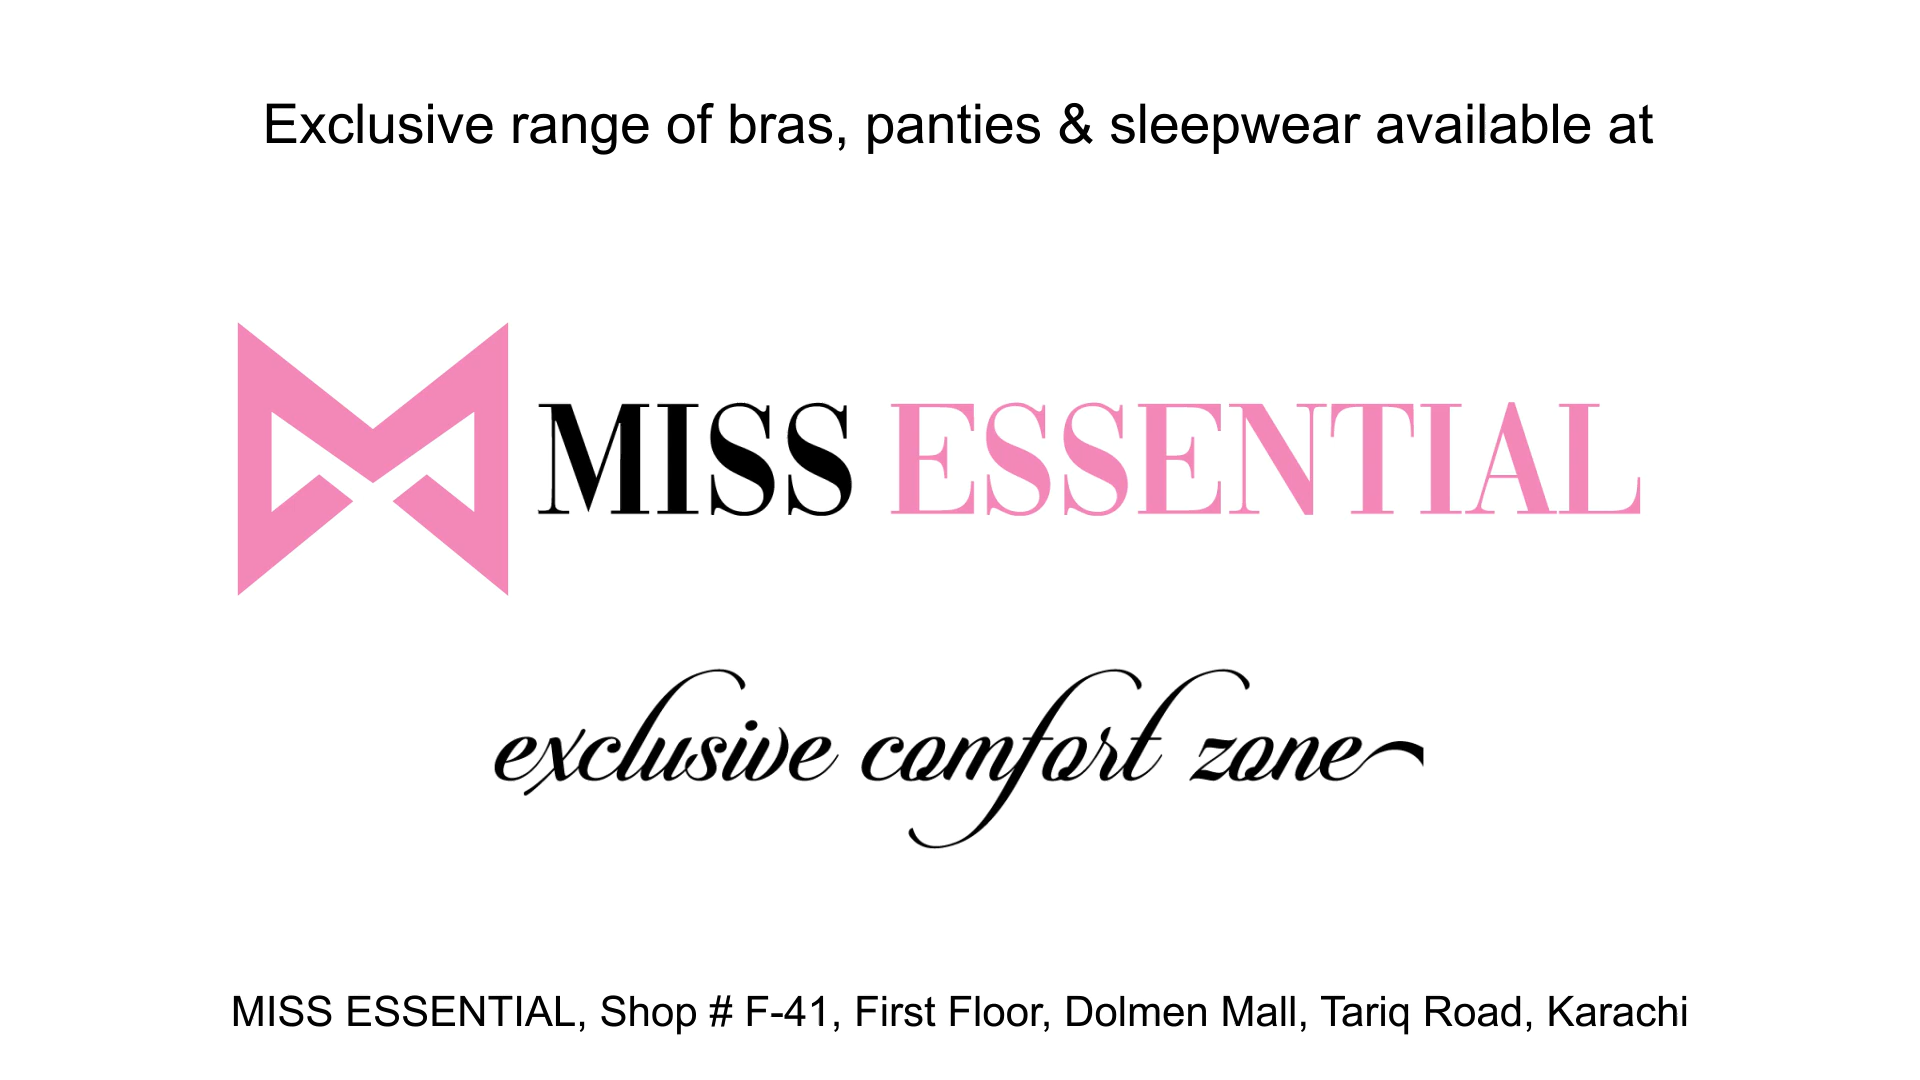 Exclusive range of bras, panties & sleepwear available at
MISS ESSENTIAL
exclusive comfort zone
MISS ESSENTIAL, Shop # F-41, First Floor, Dolmen Mall, Tariq Road, Karachi